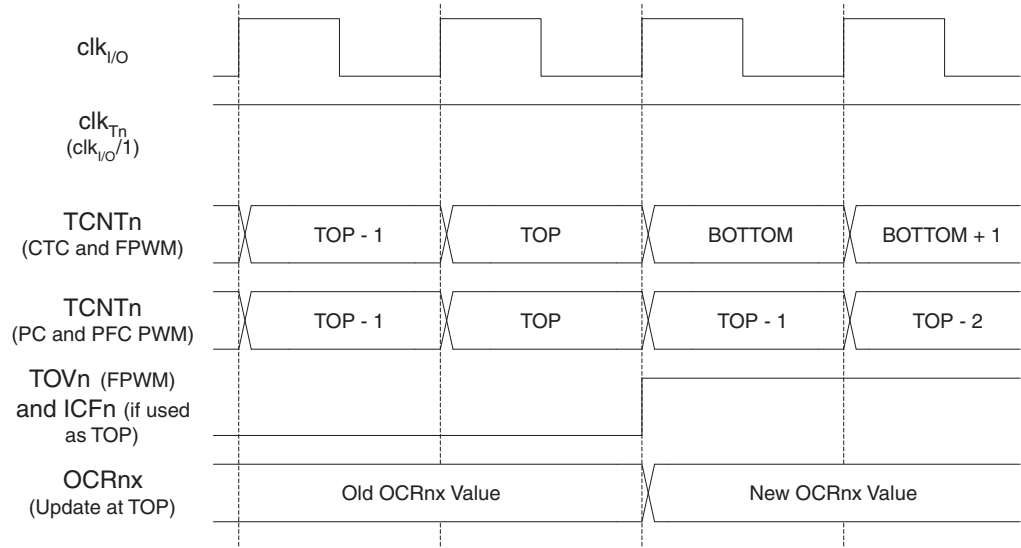 clkI/O
clkTn
(clkI/O/1)
TCNTn
(CTC and FPWM)
TOP - 1 TOP BOTTOM BOTTOM + 1
TCNTn
(PC and PFC PWM)
TOP - 1 TOP TOP - 1 TOP - 2
TOVn (FPWM)
and ICFn (if used
as TOP)
OCRnx
(Update at TOP)
Old OCRnx Value New OCRnx Value